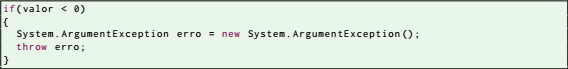 if(valor < 0)
{
  System.ArgumentException erro = new System.ArgumentException();
  throw erro;
}